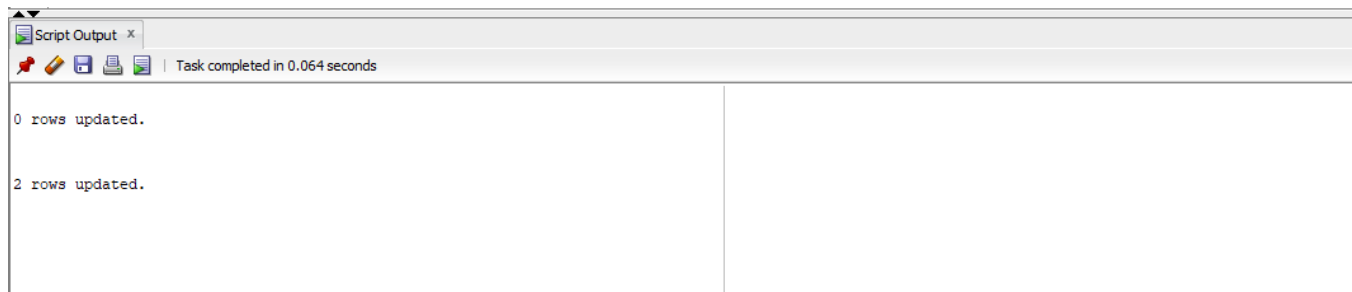 Script Output x
Task completed in 0.064 seconds
0 rows updated.
2 rows updated.